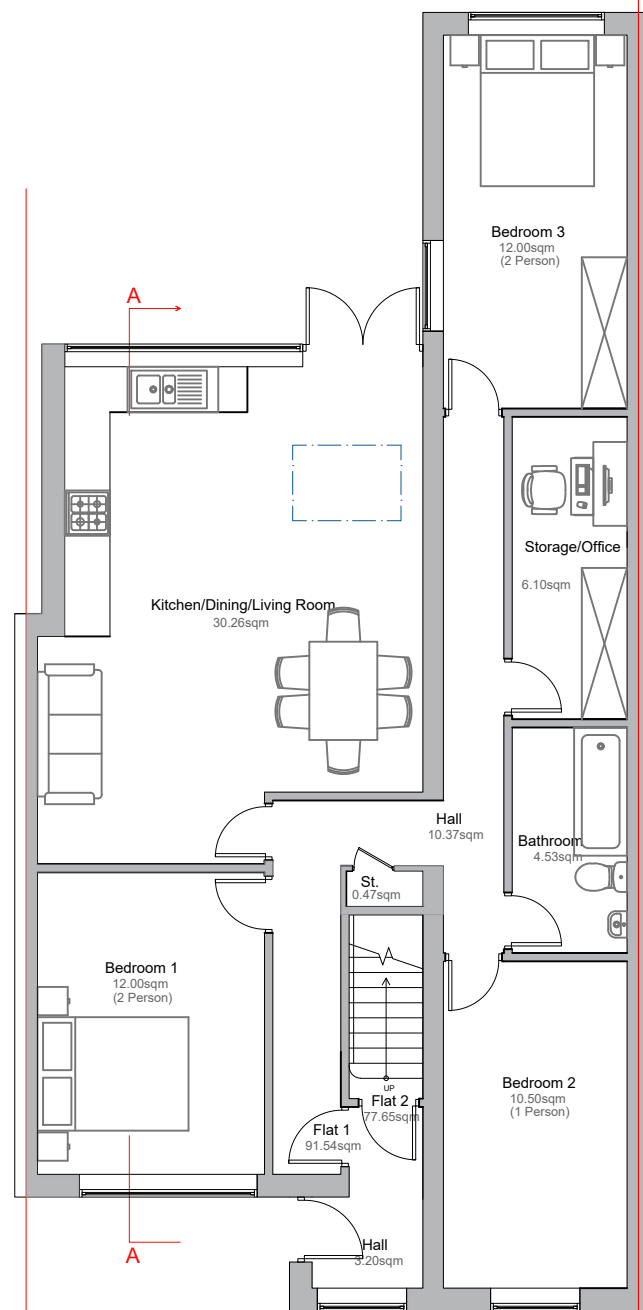 Bedroom 3
12.00sqm
(2 Person)
A
Storage/Office
6.10sqm
Kitchen/Dining/Living Room
30.26sqm
Hall
10.37sqm
Bathroom
4.53sqm
St.
0.47sqm
Bedroom 1
12.00sqm
(2 Person)
UP
Flat 2
77.65sqm
Bedroom 2
10.50sqm
(1 Person)
Flat 1
91.54sqm
A
Hall
3.20sqm